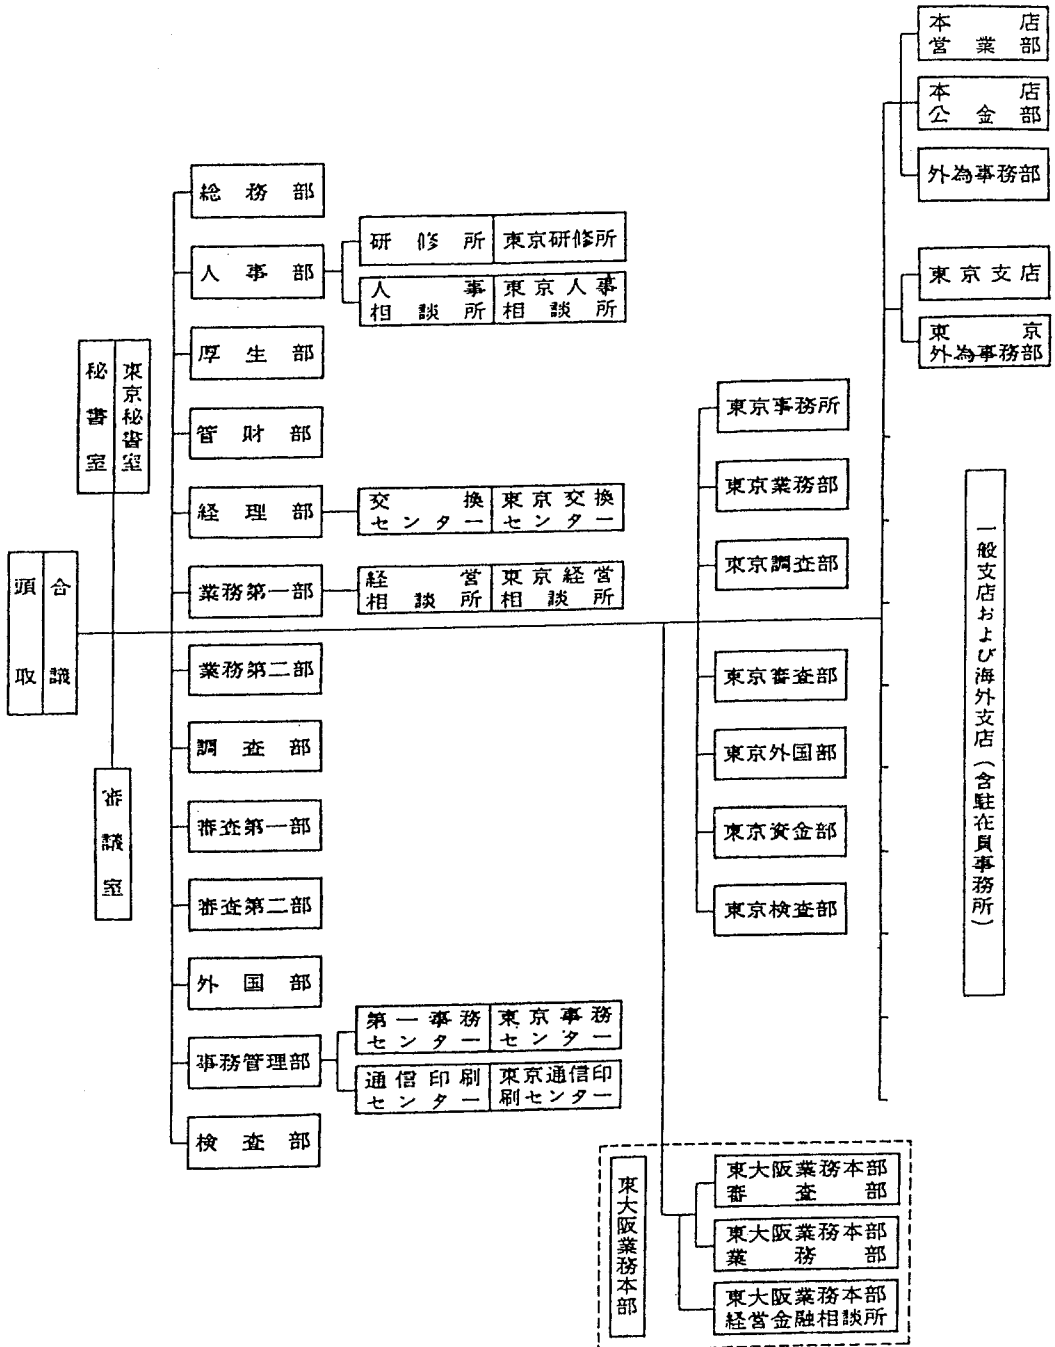 頭取
合議
秘書室
東京秘書室
審議室
総務部
人事部
研修所
東京研修所
人事
相談所
東京人事
相談所
厚生部
管財部
経理部
交換
センター
東京交換
センター
業務第一部
経営
相談所
東京経営
相談所
業務第二部
調査部
審査第一部
審査第二部
外国部
事務管理部
第一事務
センター
東京事務
センター
通信印刷
センター
東京通信印
刷センター
検査部
東京事務所
東京業務部
東京調査部
東京審査部
東京外国部
東京資金部
東京検査部
東大阪業務本部
東大阪業務本部
審査部
東大阪業務本部
業務部
東大阪業務本部
経営金融相談所
本店
営業部
本店
公金部
外為事務部
東京支店
東京
外為事務部
一般支店および海外支店（含駐在員事務所）